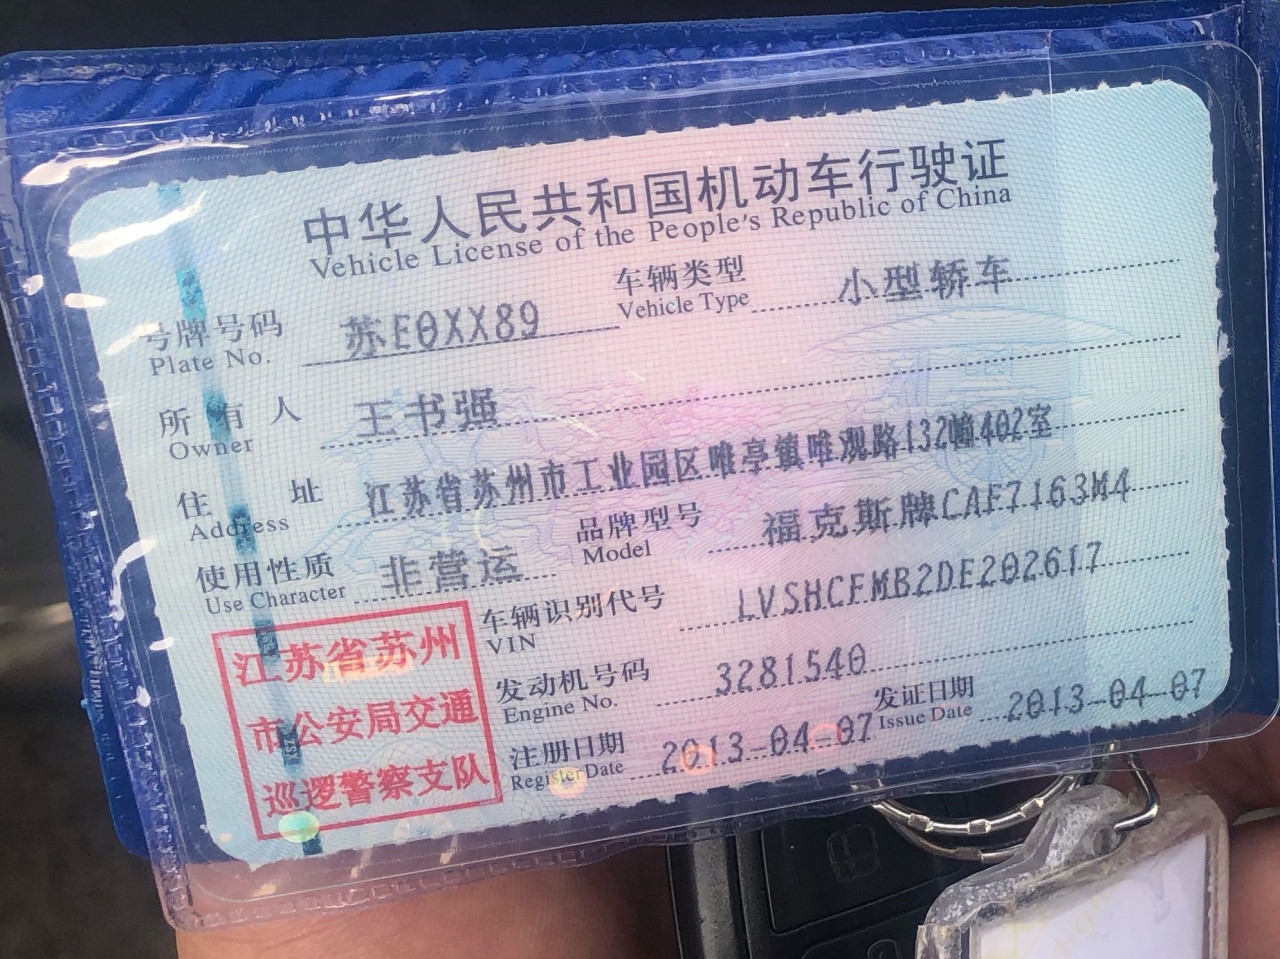 中华人民共和国机动车行驶证
Vehicle License of the People's Republic of China
号牌号码 苏E0XX89 车辆类型 小型轿车
Plate No. Vehicle Type
所有人 王书强
Owner
住址 江苏省苏州市工业园区唯亭镇唯观路132幢402室
Address
使用性质 非营运 品牌型号 福克斯牌CAF7163M4
Use Character Model
车辆识别代号 LVSHCFMB2DE202617
VIN
发动机号码 3281540
Engine No.
注册日期 2013-04-07 发证日期 2013-04-07
Register Date Issue Date
江苏省苏州
市公安局交通
巡逻警察支队